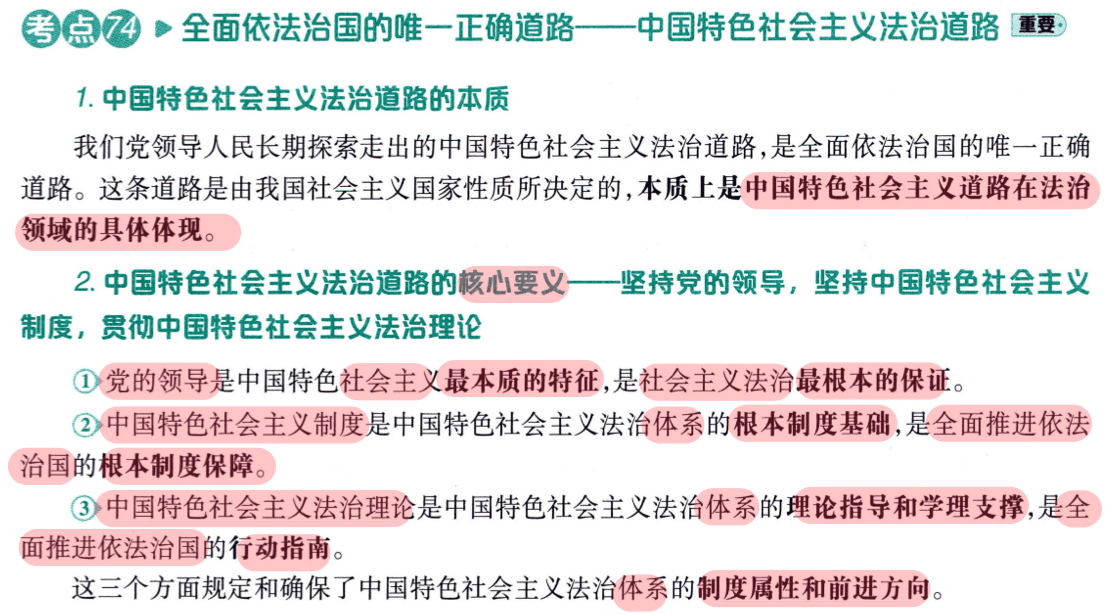 考点74 ▶ 全面依法治国的唯一正确道路——中国特色社会主义法治道路 重要
1. 中国特色社会主义法治道路的本质
我们党领导人民长期探索走出的中国特色社会主义法治道路,是全面依法治国的唯一正确
道路。这条道路是由我国社会主义国家性质所决定的,本质上是中国特色社会主义道路在法治
领域的具体体现。
2. 中国特色社会主义法治道路的核心要义——坚持党的领导，坚持中国特色社会主义
制度，贯彻中国特色社会主义法治理论
①党的领导是中国特色社会主义最本质的特征,是社会主义法治最根本的保证。
②中国特色社会主义制度是中国特色社会主义法治体系的根本制度基础,是全面推进依法
治国的根本制度保障。
③中国特色社会主义法治理论是中国特色社会主义法治体系的理论指导和学理支撑,是全
面推进依法治国的行动指南。
这三个方面规定和确保了中国特色社会主义法治体系的制度属性和前进方向。